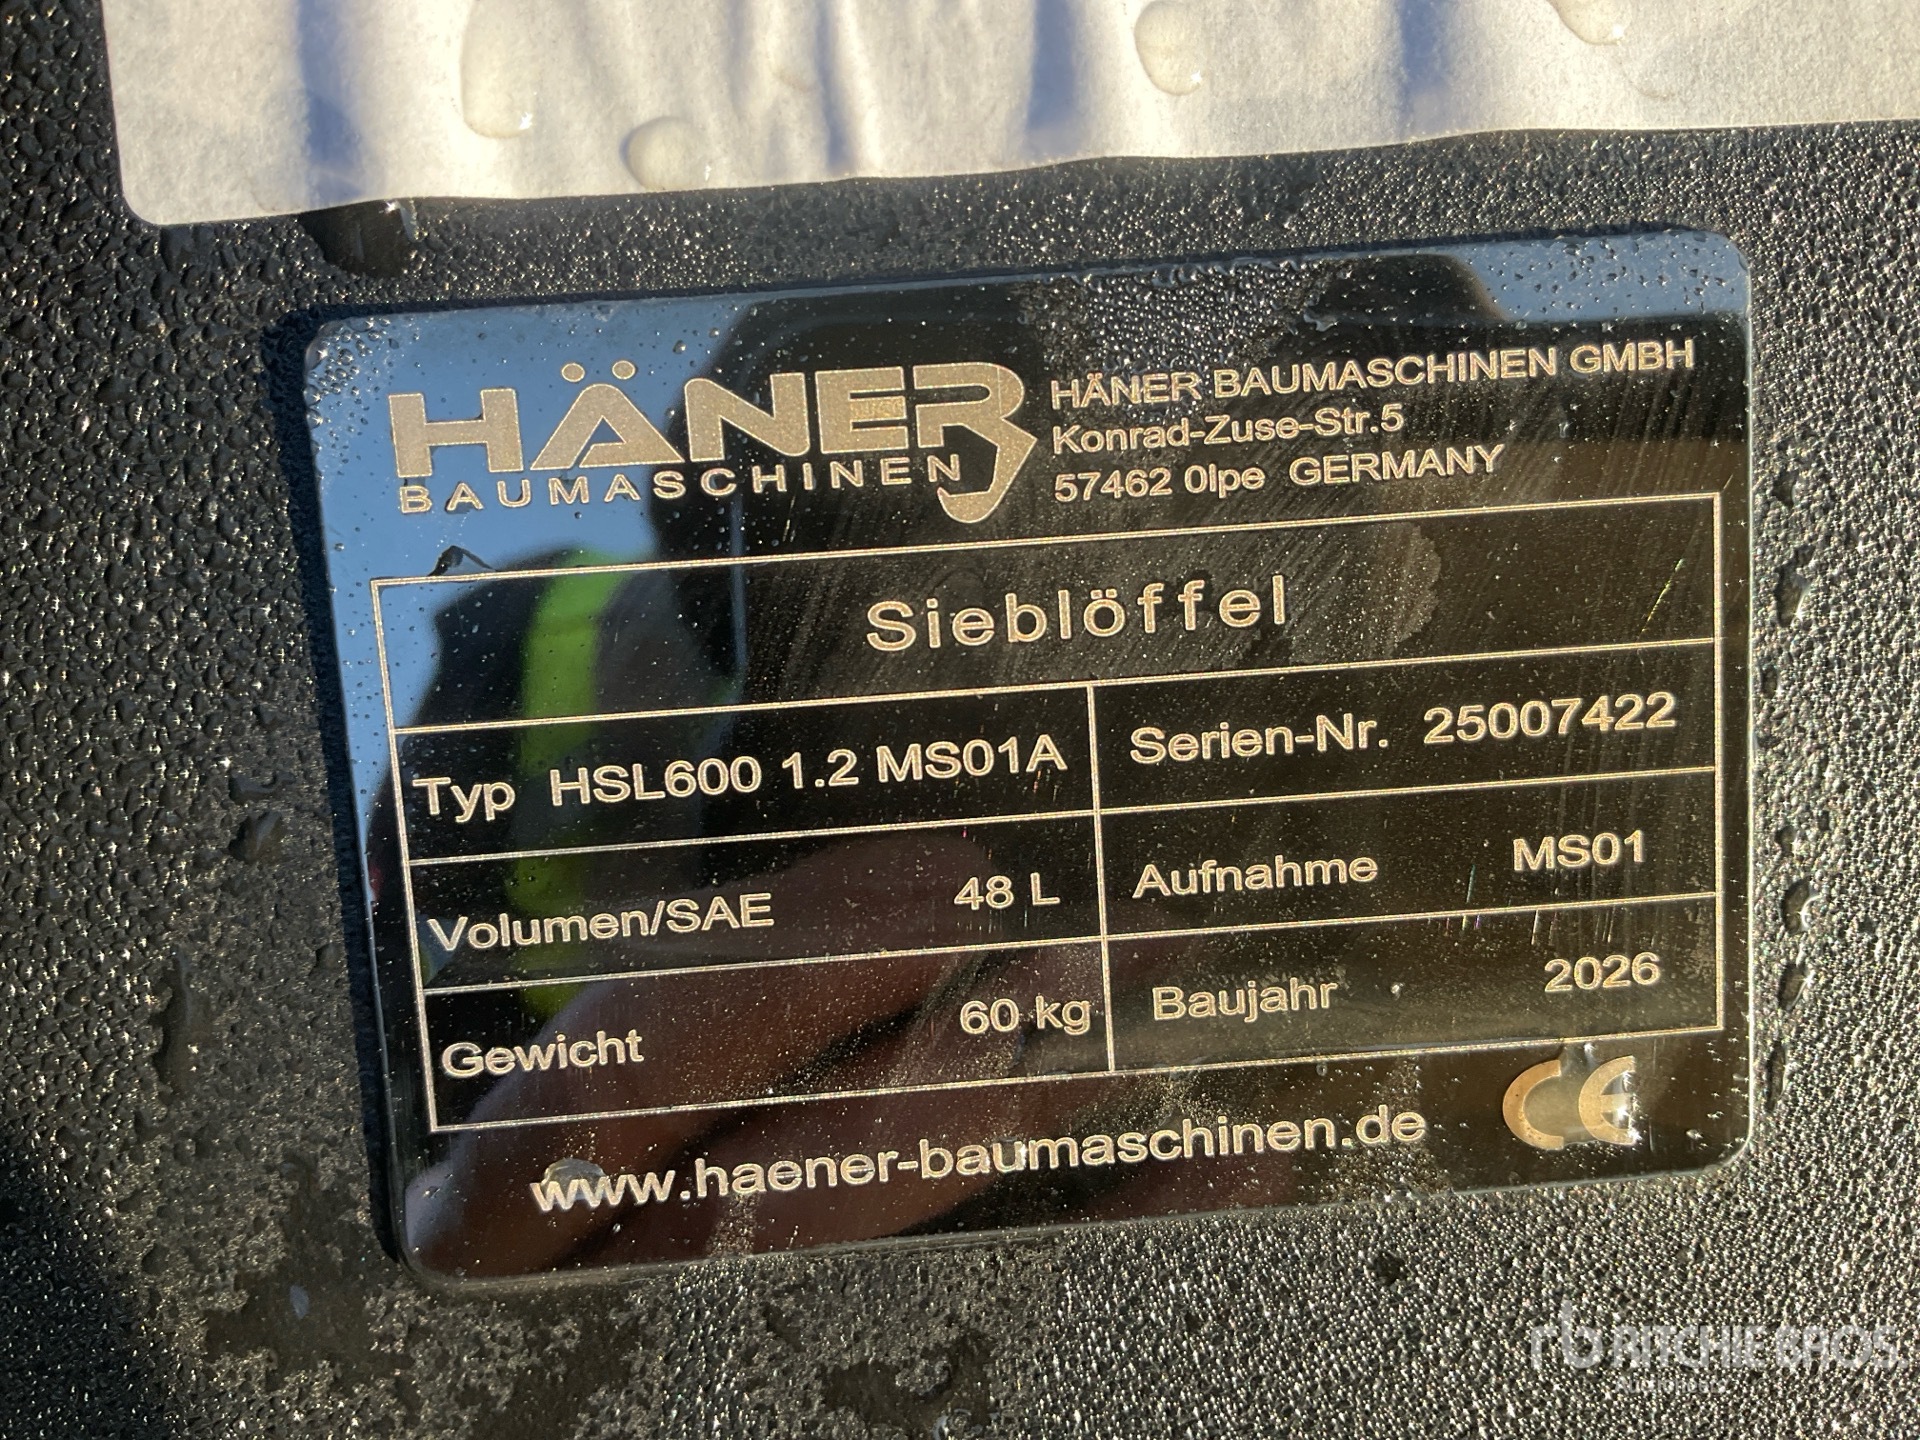 HÄNER
BAUMASCHINEN
HÄNER BAUMASCHINEN GMBH
Konrad-Zuse-Str.5
57462 Olpe GERMANY
Sieblöffel
Typ HSL600 1.2 MS01A
Serien-Nr. 25007422
Volumen/SAE 48 L
Aufnahme MS01
Gewicht 60 kg
Baujahr 2026
www.haener-baumaschinen.de
CE
rb RITCHIE BROS.
Auctioneers